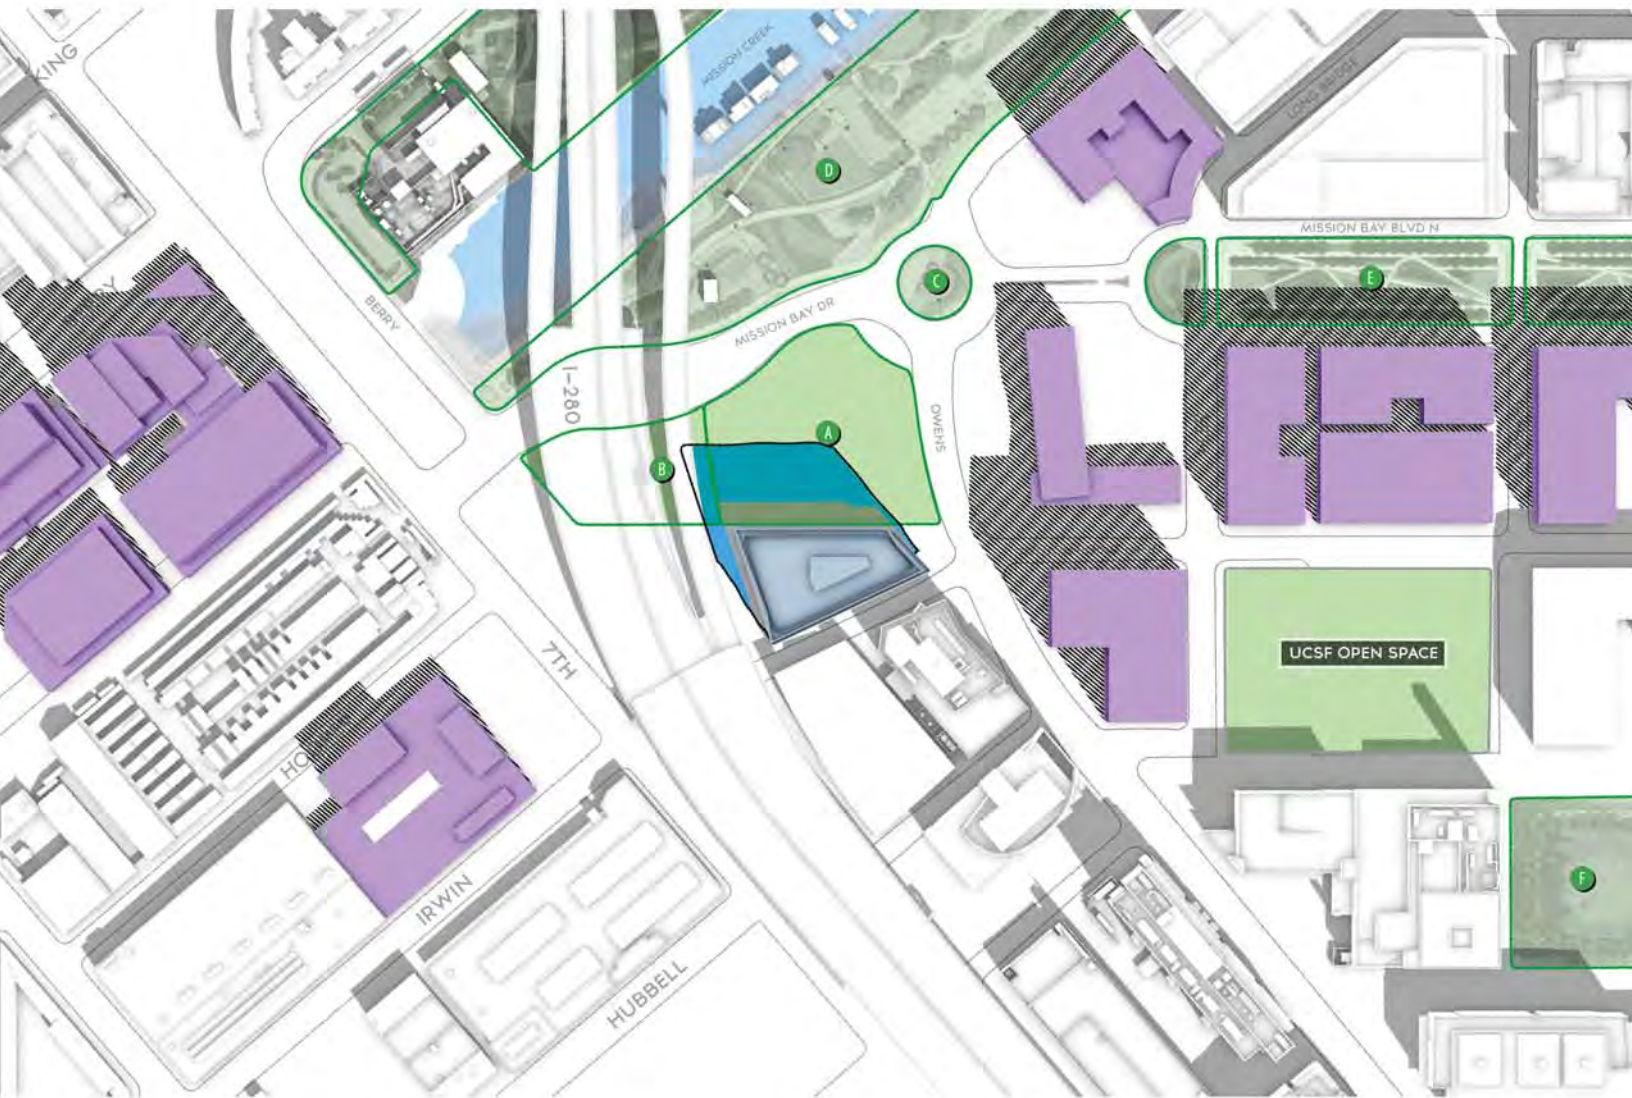 KING
MISSION CREEK
LONG BRIDGE
D
MISSION BAY BLVD N
C
E
BERRY
MISSION BAY DR
I-280
OWENS
A
B
7TH
UCSF OPEN SPACE
IRWIN
F
HUBBELL